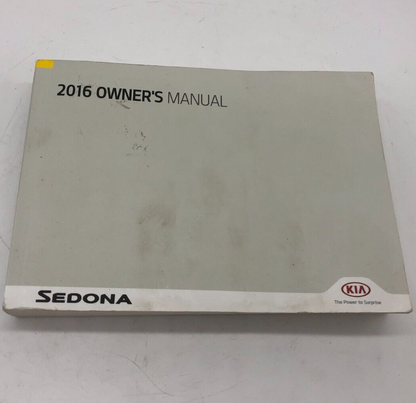 2016 OWNER'S MANUAL
SEDONA
KIA
The Power to Surprise